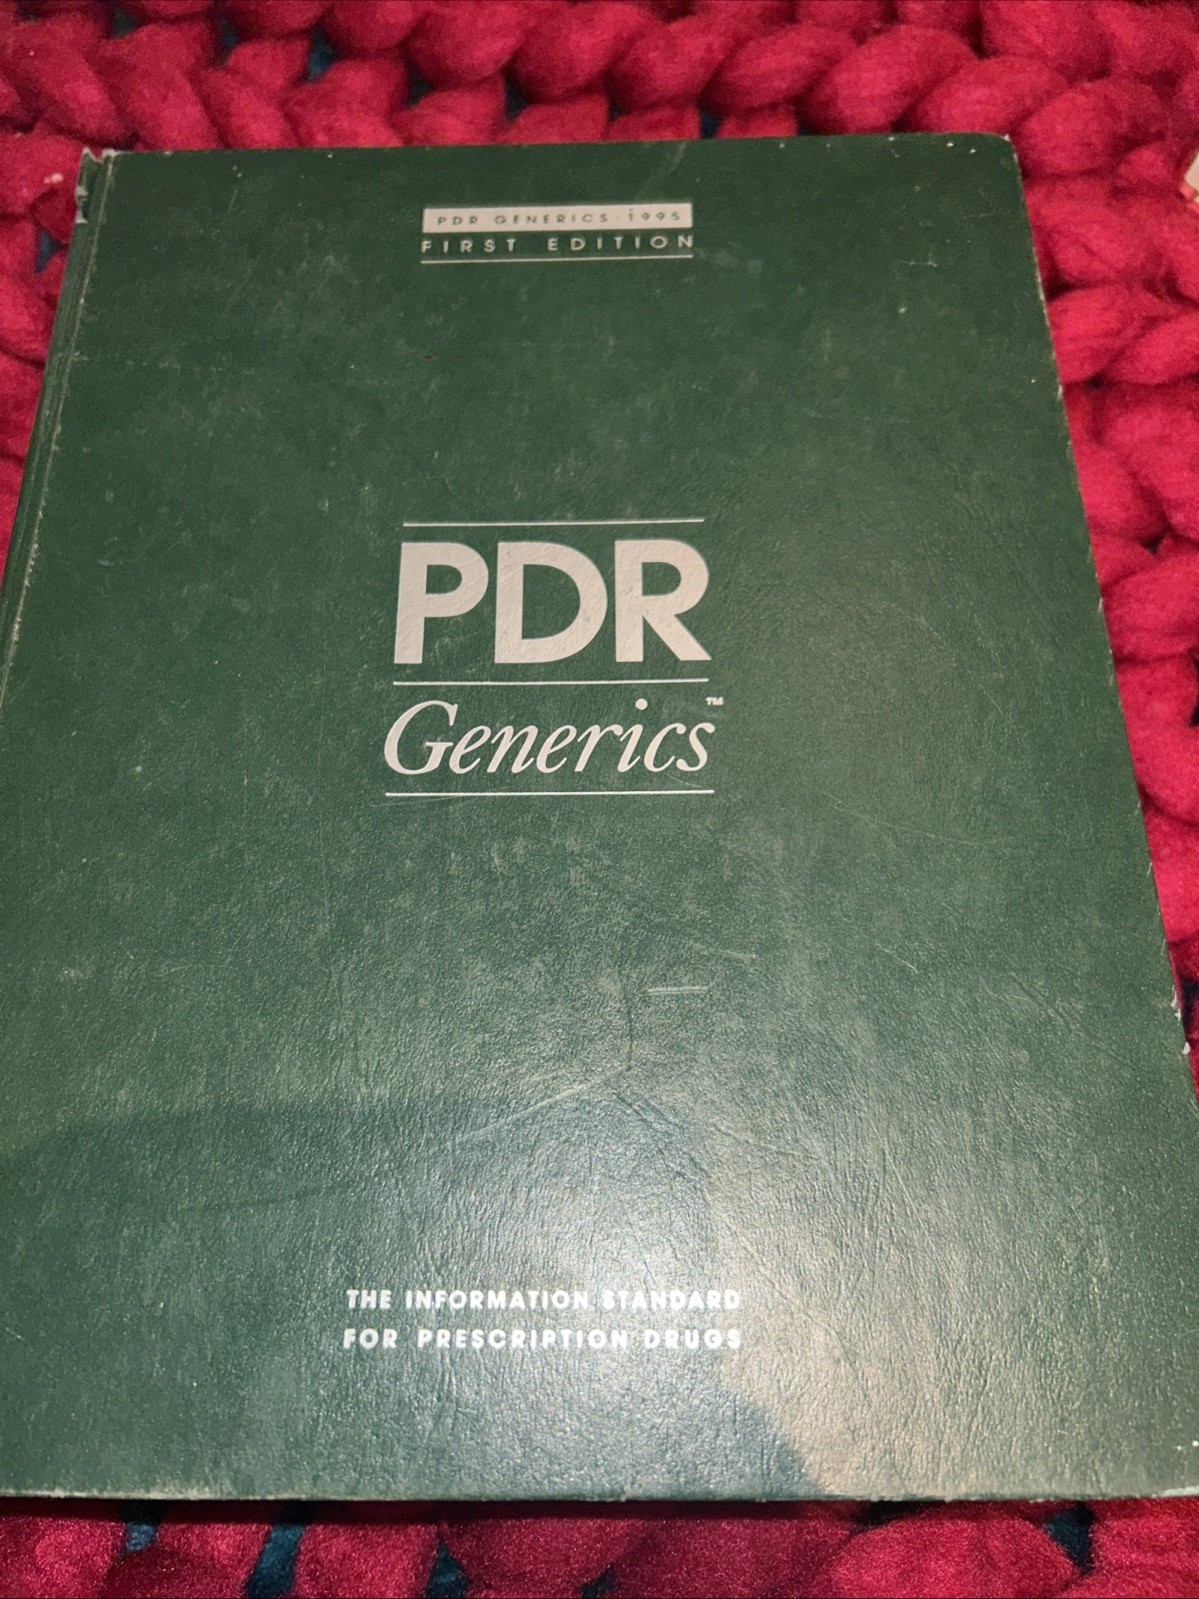 PDR GENERICS·1995
FIRST EDITION
PDR
Generics™
THE INFORMATION STANDARD
FOR PRESCRIPTION DRUGS